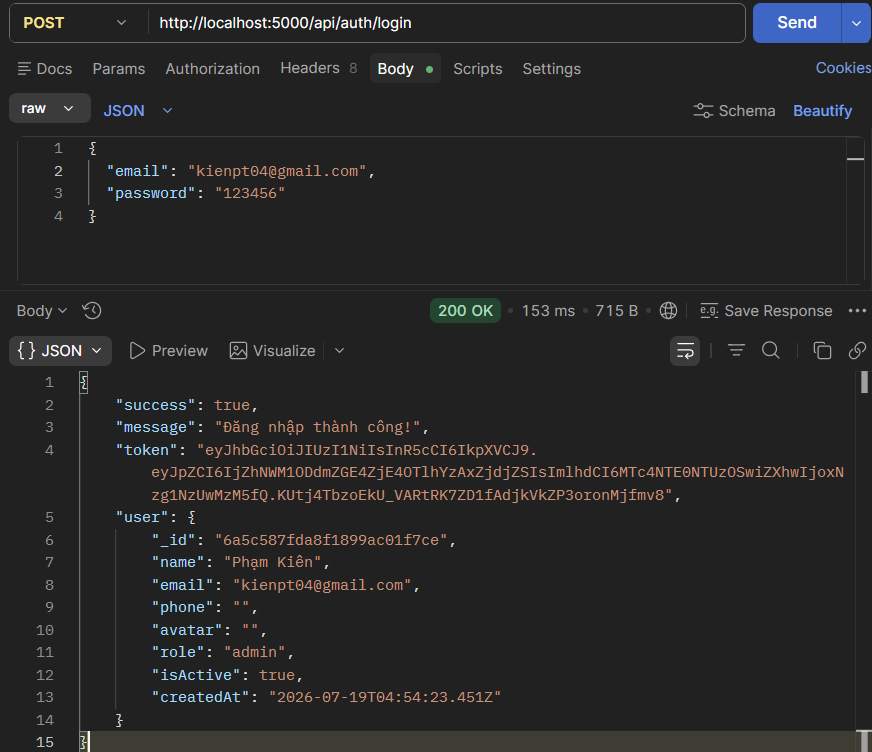 POST http://localhost:5000/api/auth/login Send
Docs Params Authorization Headers 8 Body Scripts Settings Cookies
raw JSON Schema Beautify
1 {
2 "email": "kienpt04@gmail.com",
3 "password": "123456"
4 }
Body 200 OK • 153 ms • 715 B • e.g. Save Response
{} JSON Preview Visualize
1 {
2 "success": true,
3 "message": "Đăng nhập thành công!",
4 "token": "eyJhbGciOiJIUzI1NiIsInR5cCI6IkpXVCJ9.
eyJpZCI6IjZhNWM1ODdmZGE4ZjE4OTlhYzAxZjdjZSIsImlhdCI6MTc4NTE0NTUzOSwiZXhwIjoxN
zg1NzUwMzM5fQ.KUtj4TbzoEkU_VARtRK7ZD1fAdjkVkZP3oronMjfmv8",
5 "user": {
6 "_id": "6a5c587fda8f1899ac01f7ce",
7 "name": "Phạm Kiên",
8 "email": "kienpt04@gmail.com",
9 "phone": "",
10 "avatar": "",
11 "role": "admin",
12 "isActive": true,
13 "createdAt": "2026-07-19T04:54:23.451Z"
14 }
15 }